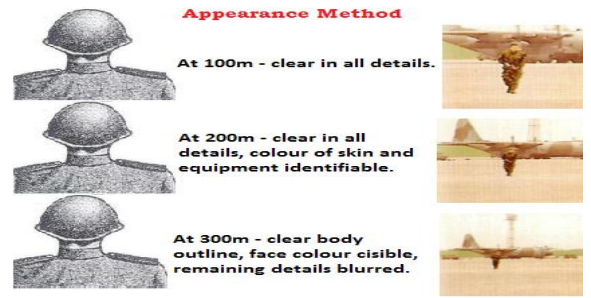 Appearance Method
At 100m - clear in all details.
At 200m - clear in all
details, colour of skin and
equipment identifiable.
At 300m - clear body
outline, face colour cisible,
remaining details blurred.